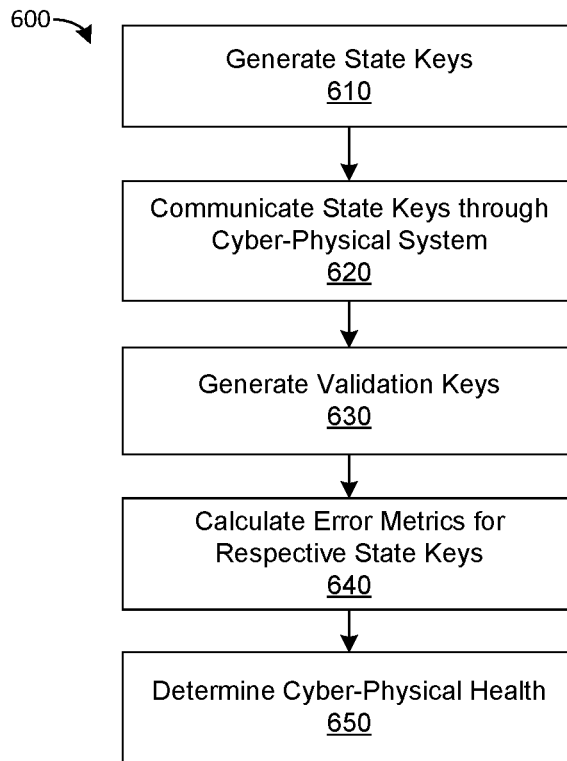 600
Generate State Keys
610
Communicate State Keys through
Cyber-Physical System
620
Generate Validation Keys
630
Calculate Error Metrics for
Respective State Keys
640
Determine Cyber-Physical Health
650